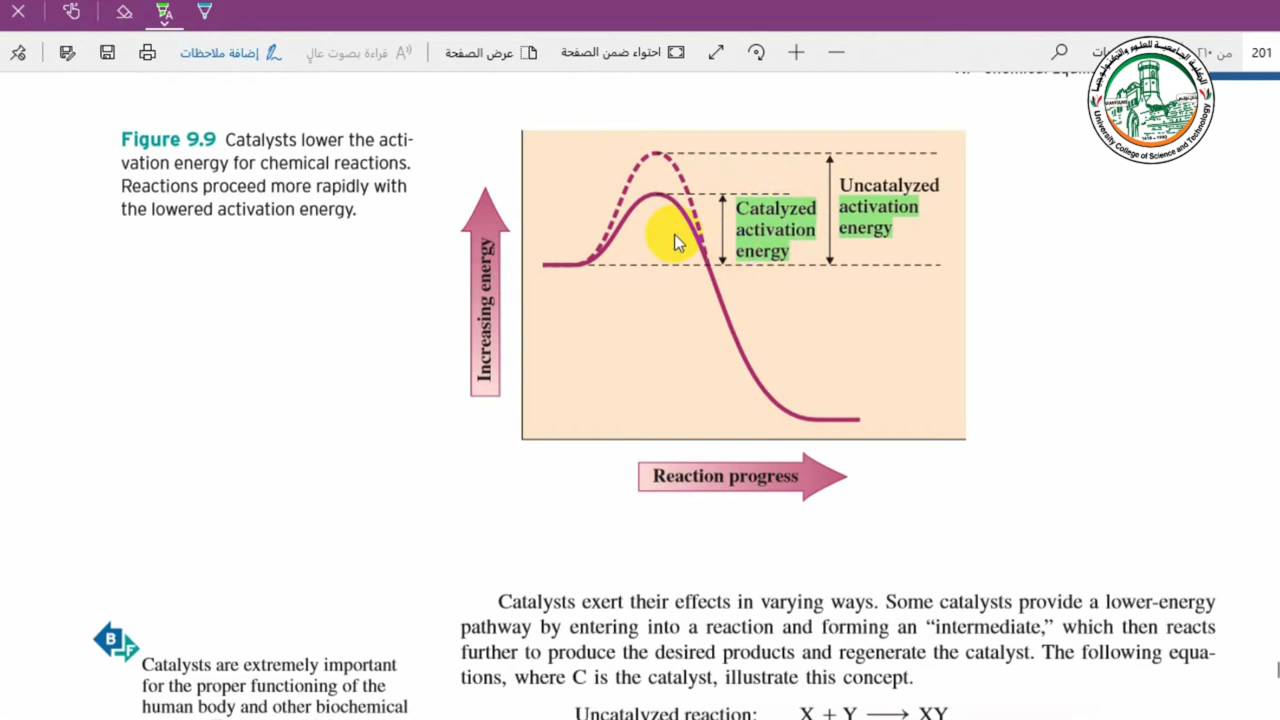 إضافة ملاحظات
قراءة بصوت عالٍ
عرض الصفحة
احتواء ضمن الصفحة
من
201
الكلية الجامعية للعلوم والتكنولوجيا
University College of Science and Technology
Figure 9.9 Catalysts lower the acti-
vation energy for chemical reactions.
Reactions proceed more rapidly with
the lowered activation energy.
Increasing energy
Catalyzed
activation
energy
Uncatalyzed
activation
energy
Reaction progress
Catalysts exert their effects in varying ways. Some catalysts provide a lower-energy
pathway by entering into a reaction and forming an “intermediate,” which then reacts
further to produce the desired products and regenerate the catalyst. The following equa-
tions, where C is the catalyst, illustrate this concept.
Uncatalyzed reaction: X + Y ⟶ XY
B
F
Catalysts are extremely important
for the proper functioning of the
human body and other biochemical